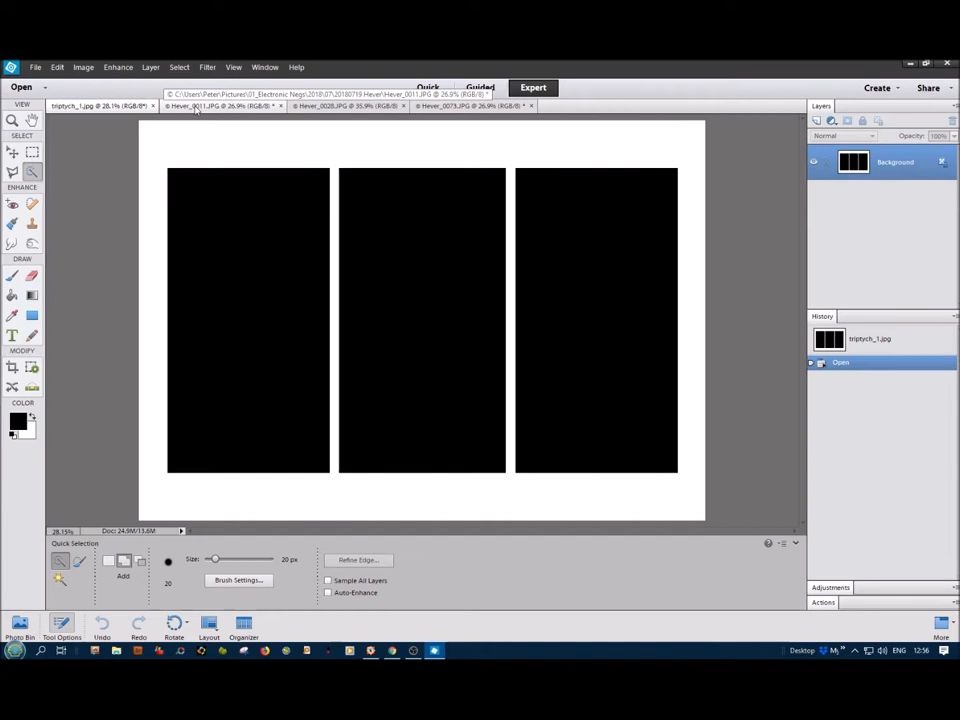 File Edit Image Enhance Layer Select Filter View Window Help
Open Quick Guided Expert Create Share
C:\Users\Peter\Pictures\01_Electronic Negs\2018\07\20180719 Hever\Hever_0011.JPG @ 26.9% (RGB/8) *
triptych_1.jpg @ 28.1% (RGB/8*) × Hever_0011.JPG @ 26.9% (RGB/8) * × Hever_0028.JPG @ 35.9% (RGB/8) × Hever_0073.JPG @ 26.9% (RGB/8) * ×
VIEW
SELECT
ENHANCE
DRAW
MODIFY
COLOR
Layers
Normal Opacity: 100%
Background
History
triptych_1.jpg
Open
28.15% Doc: 24.9M/13.6M
Quick Selection
Add
Size: 20 px
20
Brush Settings...
Refine Edge...
Sample All Layers
Auto-Enhance
Adjustments
Actions
Photo Bin Tool Options Undo Redo Rotate Layout Organizer More
Desktop ENG 12:56